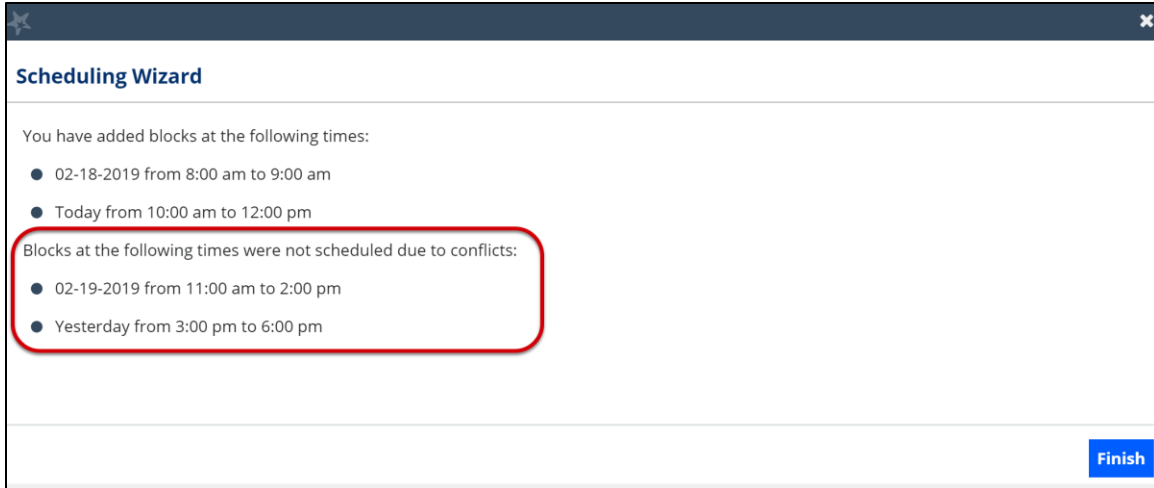 Scheduling Wizard
You have added blocks at the following times:
02-18-2019 from 8:00 am to 9:00 am
Today from 10:00 am to 12:00 pm
Blocks at the following times were not scheduled due to conflicts:
02-19-2019 from 11:00 am to 2:00 pm
Yesterday from 3:00 pm to 6:00 pm
Finish